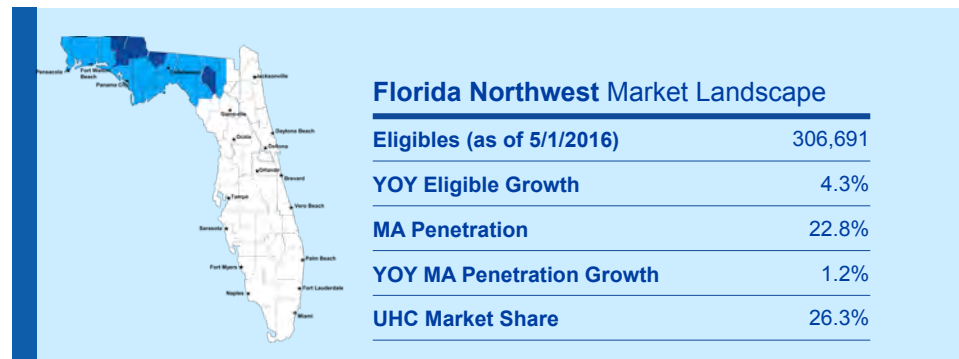 Pensacola
Fort Walton
Beach
Panama City
Jacksonville
Daytona Beach
Ocala
Deltona
Orlando
Brevard
Tampa
Vero Beach
Sarasota
Palm Beach
Fort Myers
Fort Lauderdale
Naples
Miami
Florida Northwest Market Landscape
Eligibles (as of 5/1/2016) 306,691
YOY Eligible Growth 4.3%
MA Penetration 22.8%
YOY MA Penetration Growth 1.2%
UHC Market Share 26.3%